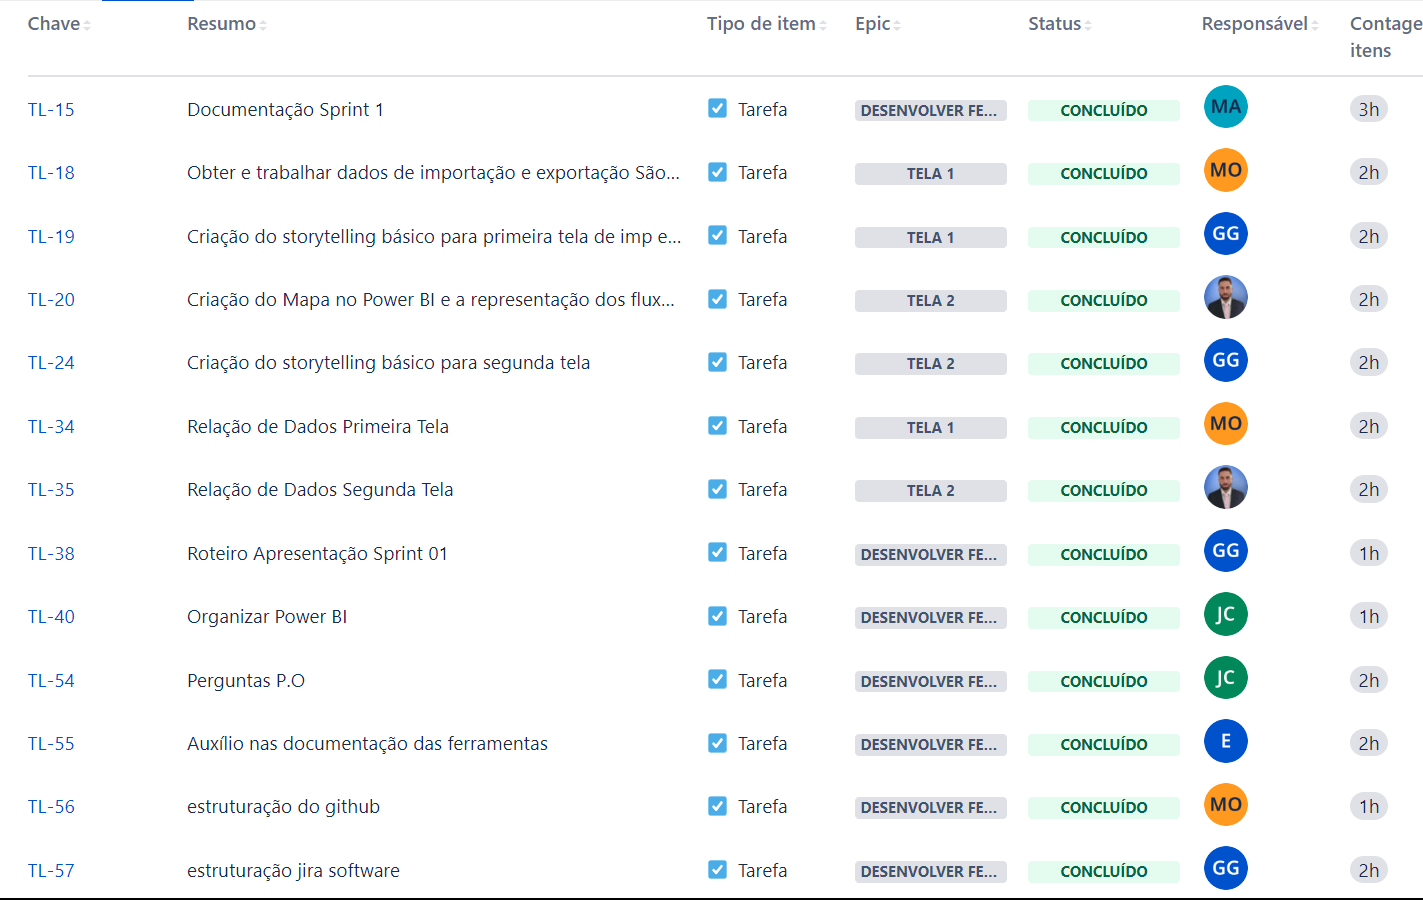 Chave Resumo Tipo de item Epic Status Responsável Contage
itens
TL-15 Documentação Sprint 1 Tarefa DESENVOLVER FE... CONCLUÍDO MA 3h
TL-18 Obter e trabalhar dados de importação e exportação São... Tarefa TELA 1 CONCLUÍDO MO 2h
TL-19 Criação do storytelling básico para primeira tela de imp e... Tarefa TELA 1 CONCLUÍDO GG 2h
TL-20 Criação do Mapa no Power BI e a representação dos flux... Tarefa TELA 2 CONCLUÍDO 2h
TL-24 Criação do storytelling básico para segunda tela Tarefa TELA 2 CONCLUÍDO GG 2h
TL-34 Relação de Dados Primeira Tela Tarefa TELA 1 CONCLUÍDO MO 2h
TL-35 Relação de Dados Segunda Tela Tarefa TELA 2 CONCLUÍDO 2h
TL-38 Roteiro Apresentação Sprint 01 Tarefa DESENVOLVER FE... CONCLUÍDO GG 1h
TL-40 Organizar Power BI Tarefa DESENVOLVER FE... CONCLUÍDO JC 1h
TL-54 Perguntas P.O Tarefa DESENVOLVER FE... CONCLUÍDO JC 2h
TL-55 Auxílio nas documentação das ferramentas Tarefa DESENVOLVER FE... CONCLUÍDO E 2h
TL-56 estruturação do github Tarefa DESENVOLVER FE... CONCLUÍDO MO 1h
TL-57 estruturação jira software Tarefa DESENVOLVER FE... CONCLUÍDO GG 2h